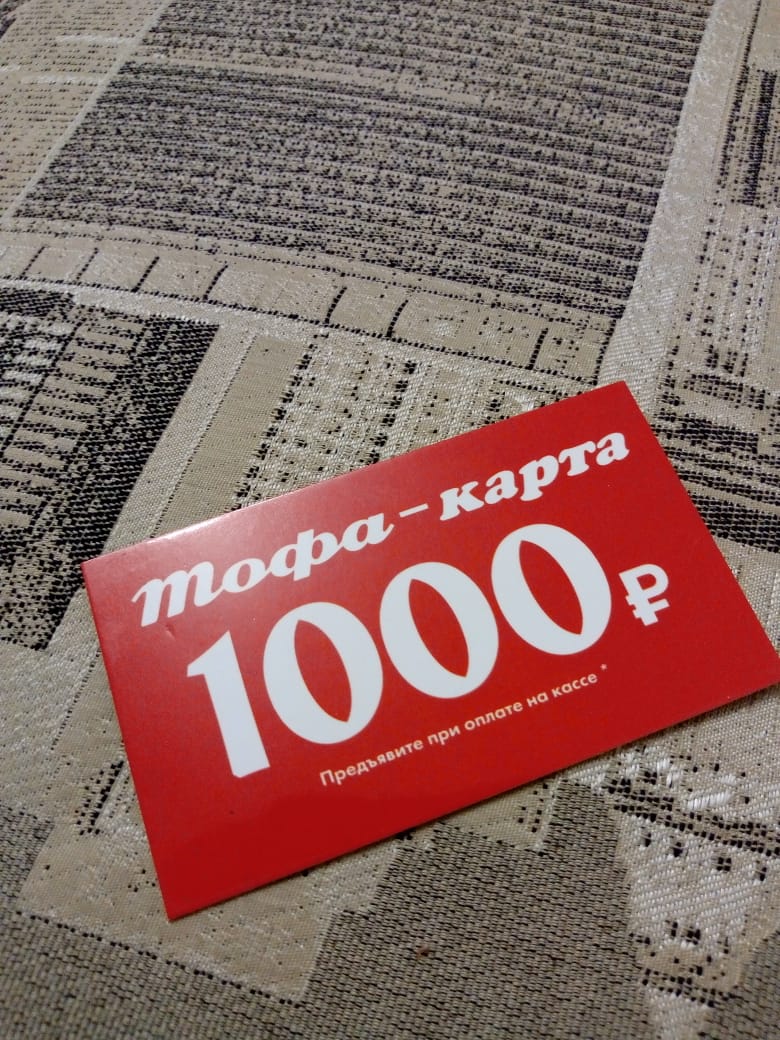 тофа-карта
1000₽
Предъявите при оплате на кассе *